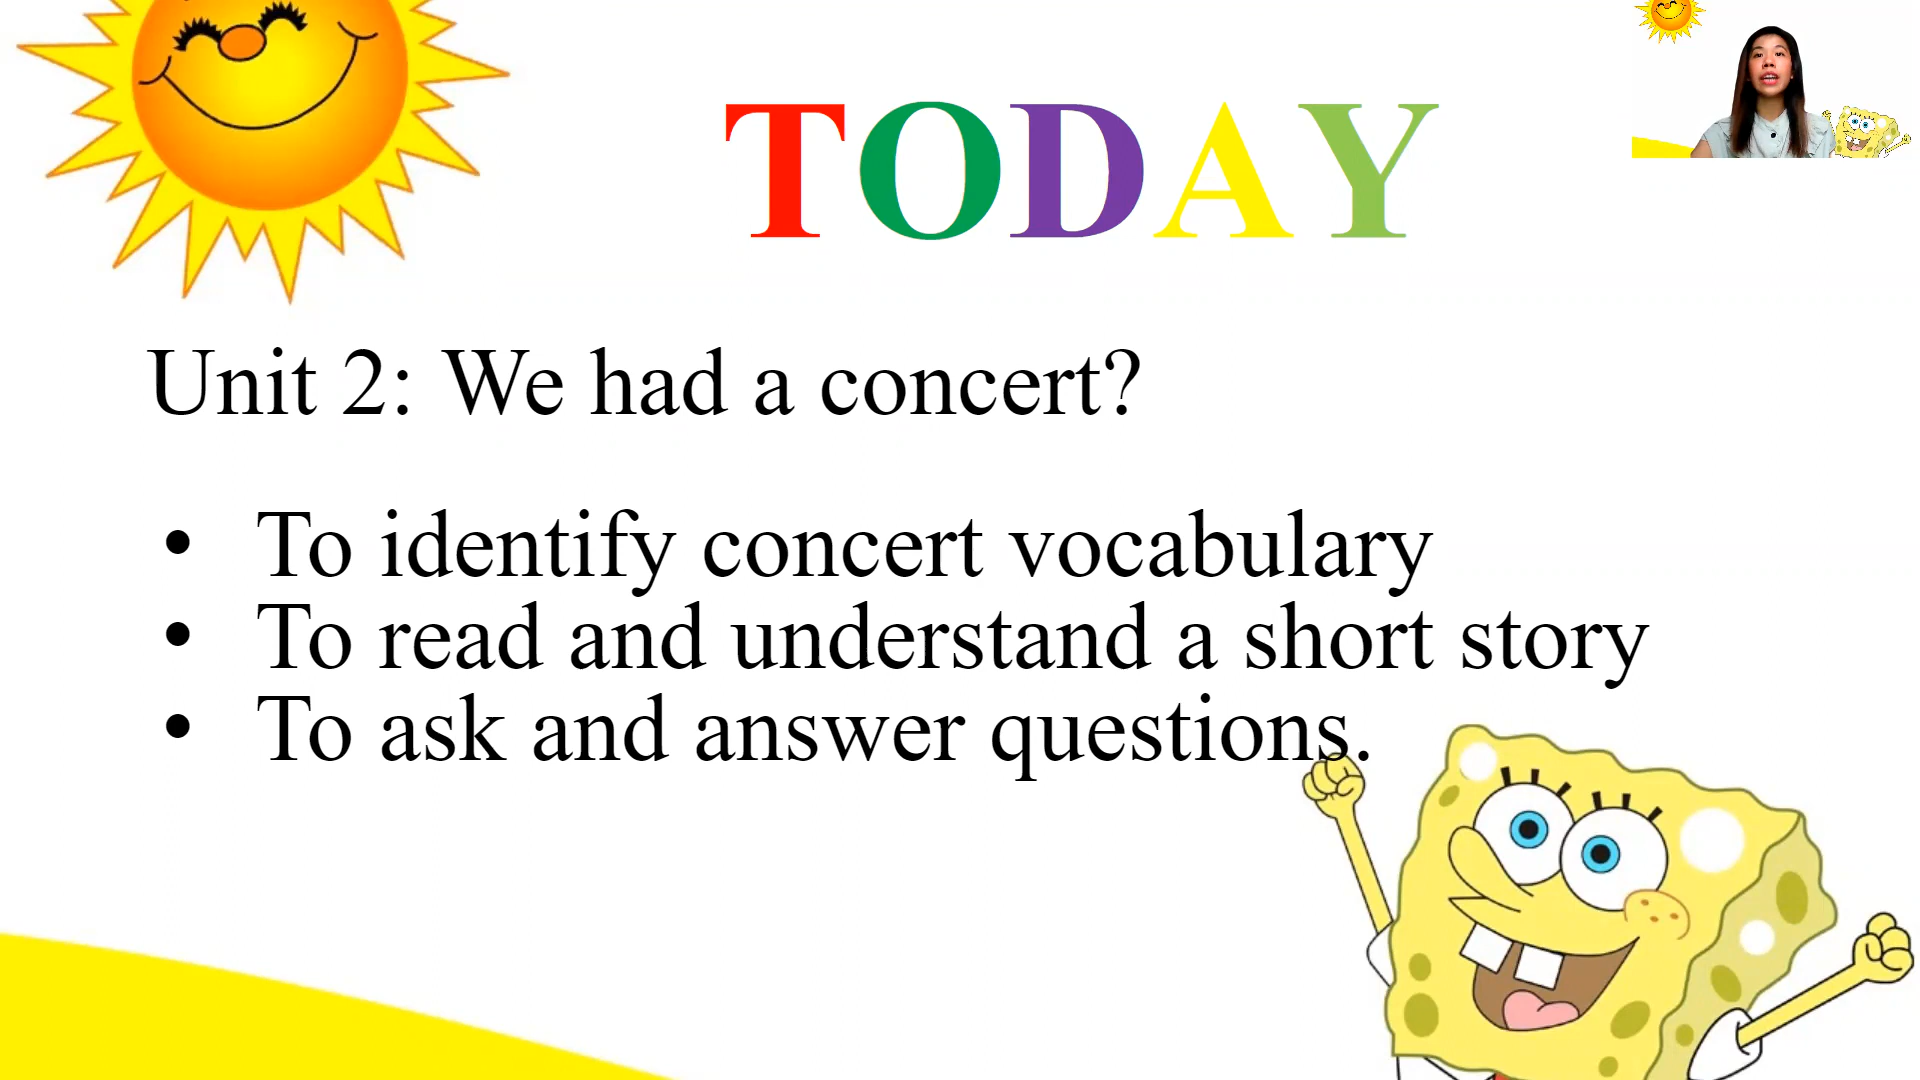 TODAY
Unit 2: We had a concert?
• To identify concert vocabulary
• To read and understand a short story
• To ask and answer questions.